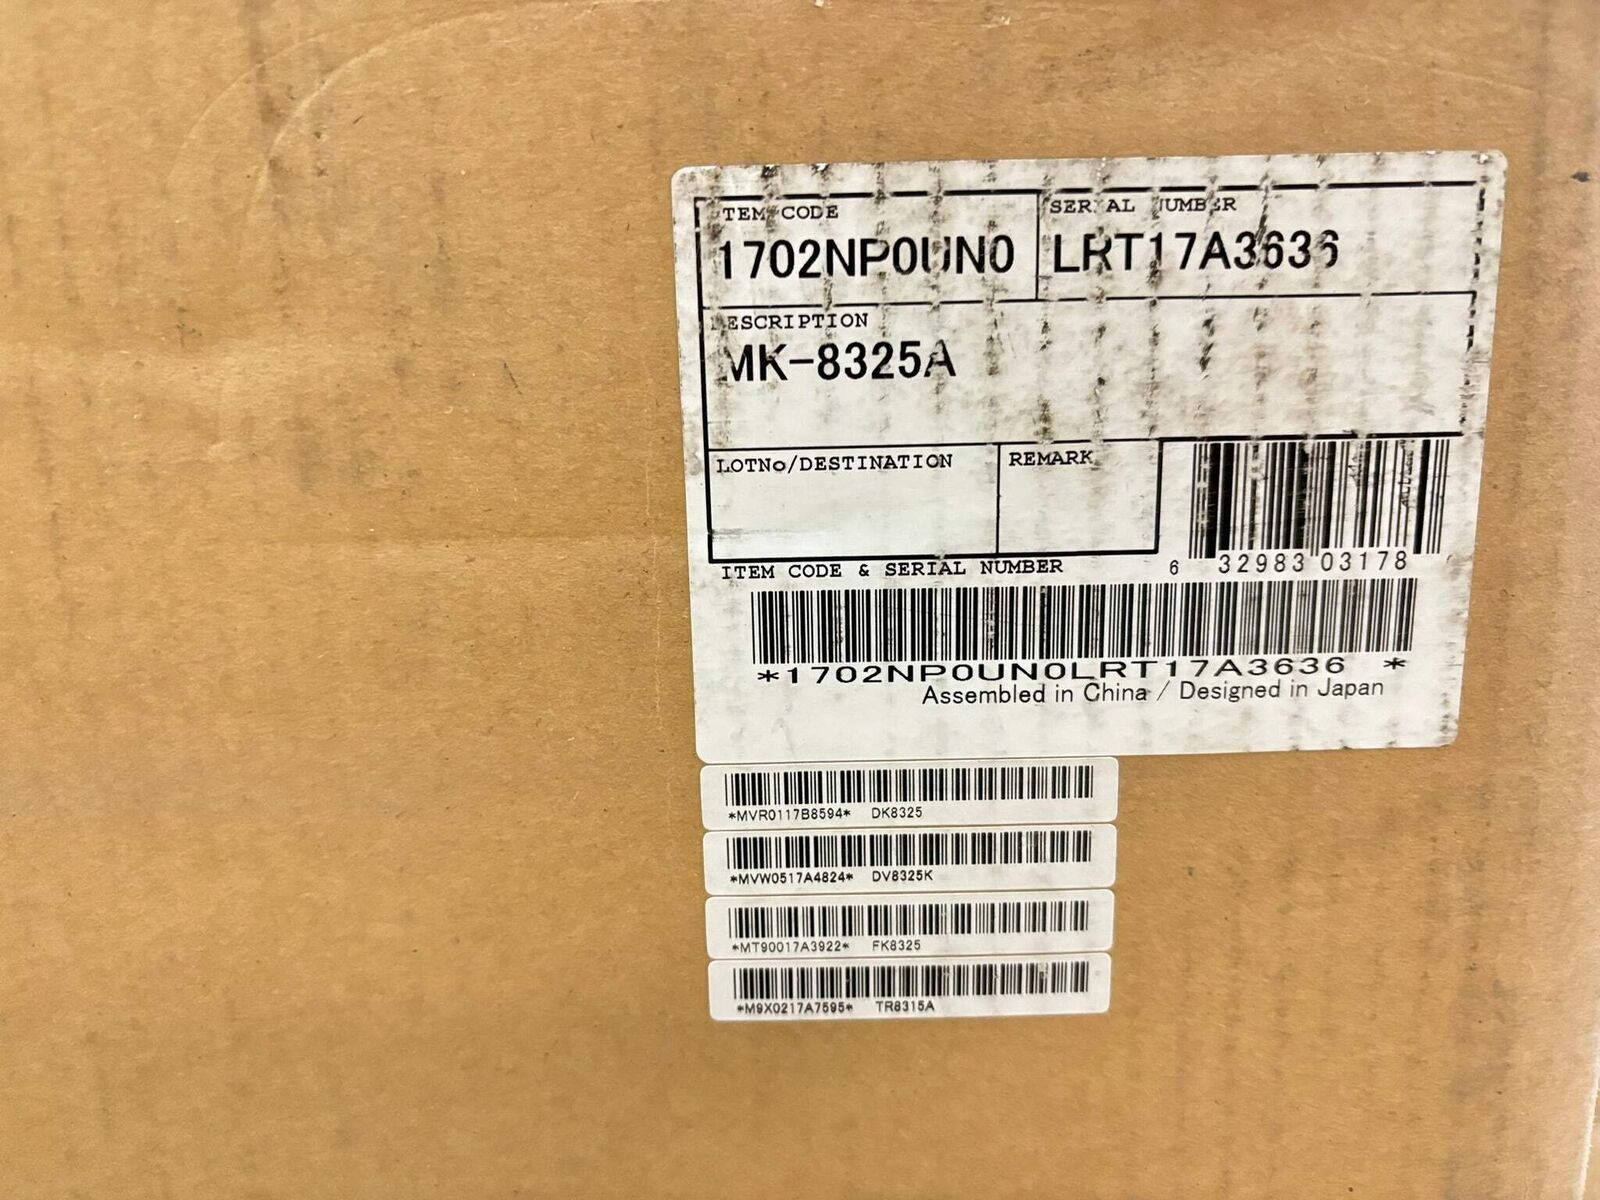 ITEM CODE
1702NP0UN0
SERIAL NUMBER
LRT17A3636
DESCRIPTION
MK-8325A
LOTNo/DESTINATION
REMARK
6 32983 03178
ITEM CODE & SERIAL NUMBER
*1702NP0UN0LRT17A3636 *
Assembled in China / Designed in Japan
*MVR0117B8594* DK8325
*MVW0517A4824* DV8325K
*MT90017A3922* FK8325
*M9X0217A7595* TR8315A